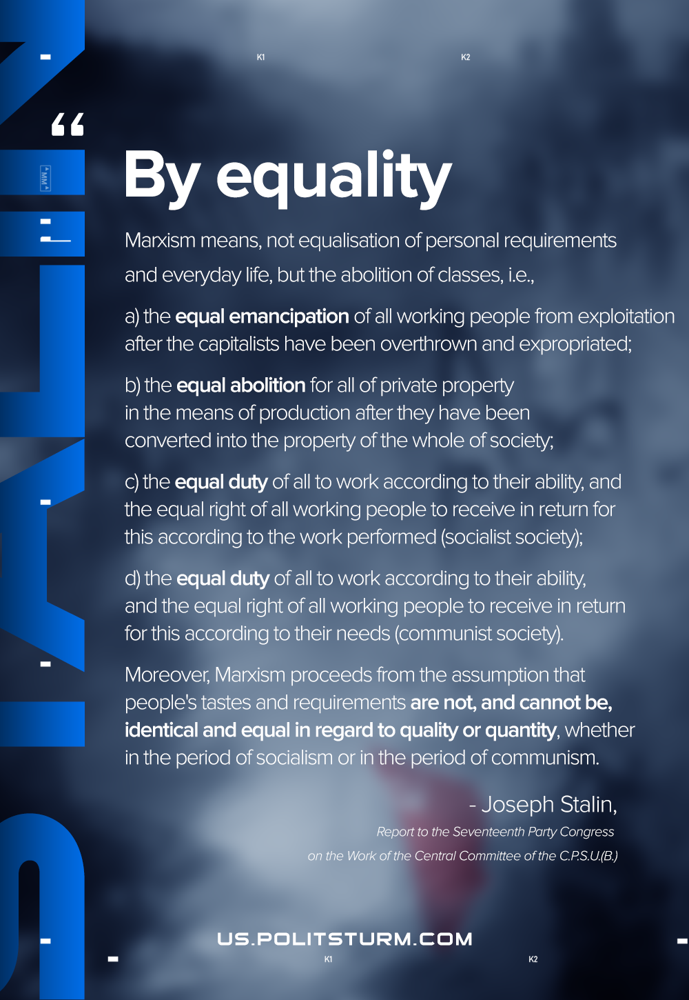 K1 K2
STALIN
“
MM
By equality
Marxism means, not equalisation of personal requirements
and everyday life, but the abolition of classes, i.e.,
a) the equal emancipation of all working people from exploitation
after the capitalists have been overthrown and expropriated;
b) the equal abolition for all of private property
in the means of production after they have been
converted into the property of the whole of society;
c) the equal duty of all to work according to their ability, and
the equal right of all working people to receive in return for
this according to the work performed (socialist society);
d) the equal duty of all to work according to their ability,
and the equal right of all working people to receive in return
for this according to their needs (communist society).
Moreover, Marxism proceeds from the assumption that
people's tastes and requirements are not, and cannot be,
identical and equal in regard to quality or quantity, whether
in the period of socialism or in the period of communism.
- Joseph Stalin,
Report to the Seventeenth Party Congress
on the Work of the Central Committee of the C.P.S.U.(B.)
US.POLITSTURM.COM
K1 K2